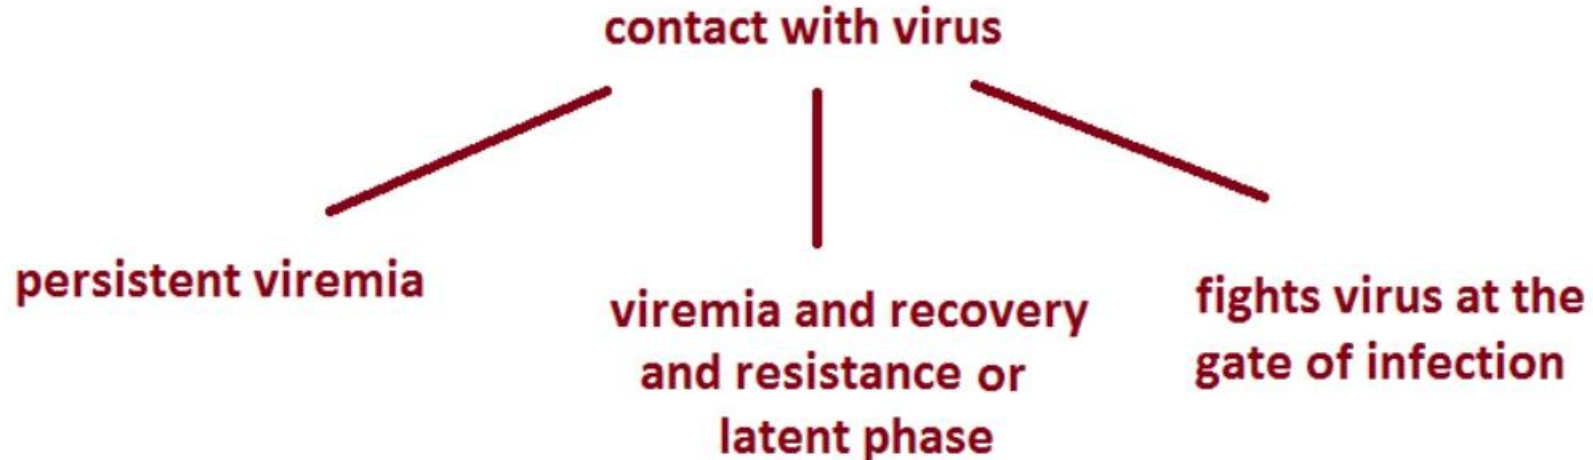 contact with virus
persistent viremia
viremia and recovery
and resistance or
latent phase
fights virus at the
gate of infection